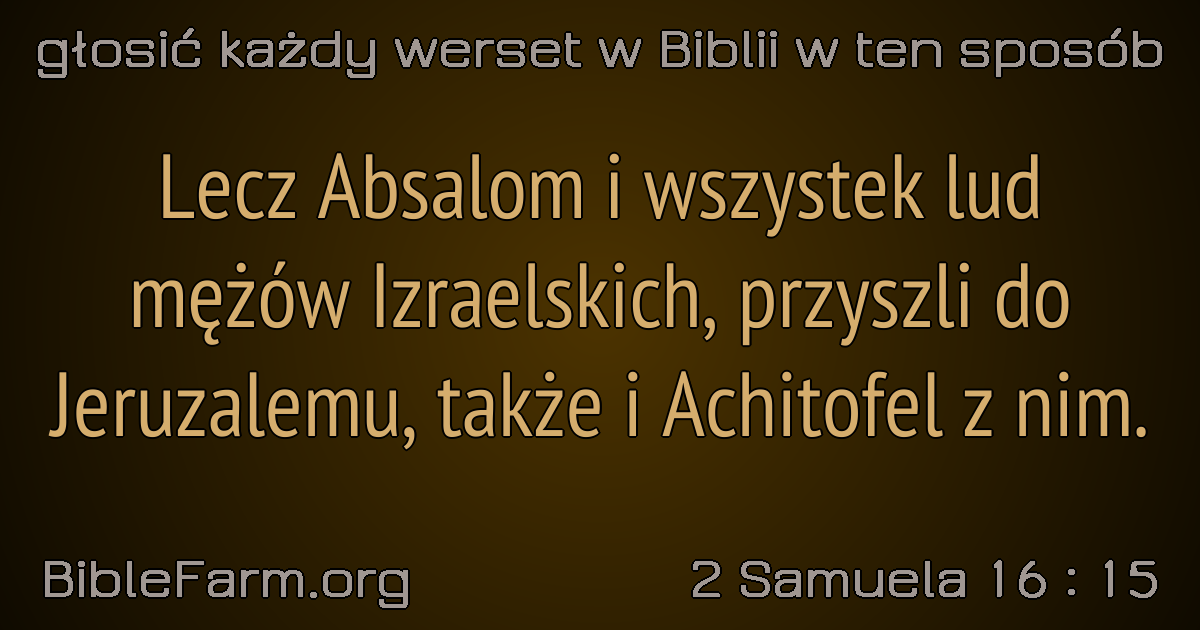 głosić każdy werset w Biblii w ten sposób
Lecz Absalom i wszystek lud
mężów Izraelskich, przyszli do
Jeruzalemu, także i Achitofel z nim.
BibleFarm.org
2 Samuela 16 : 15